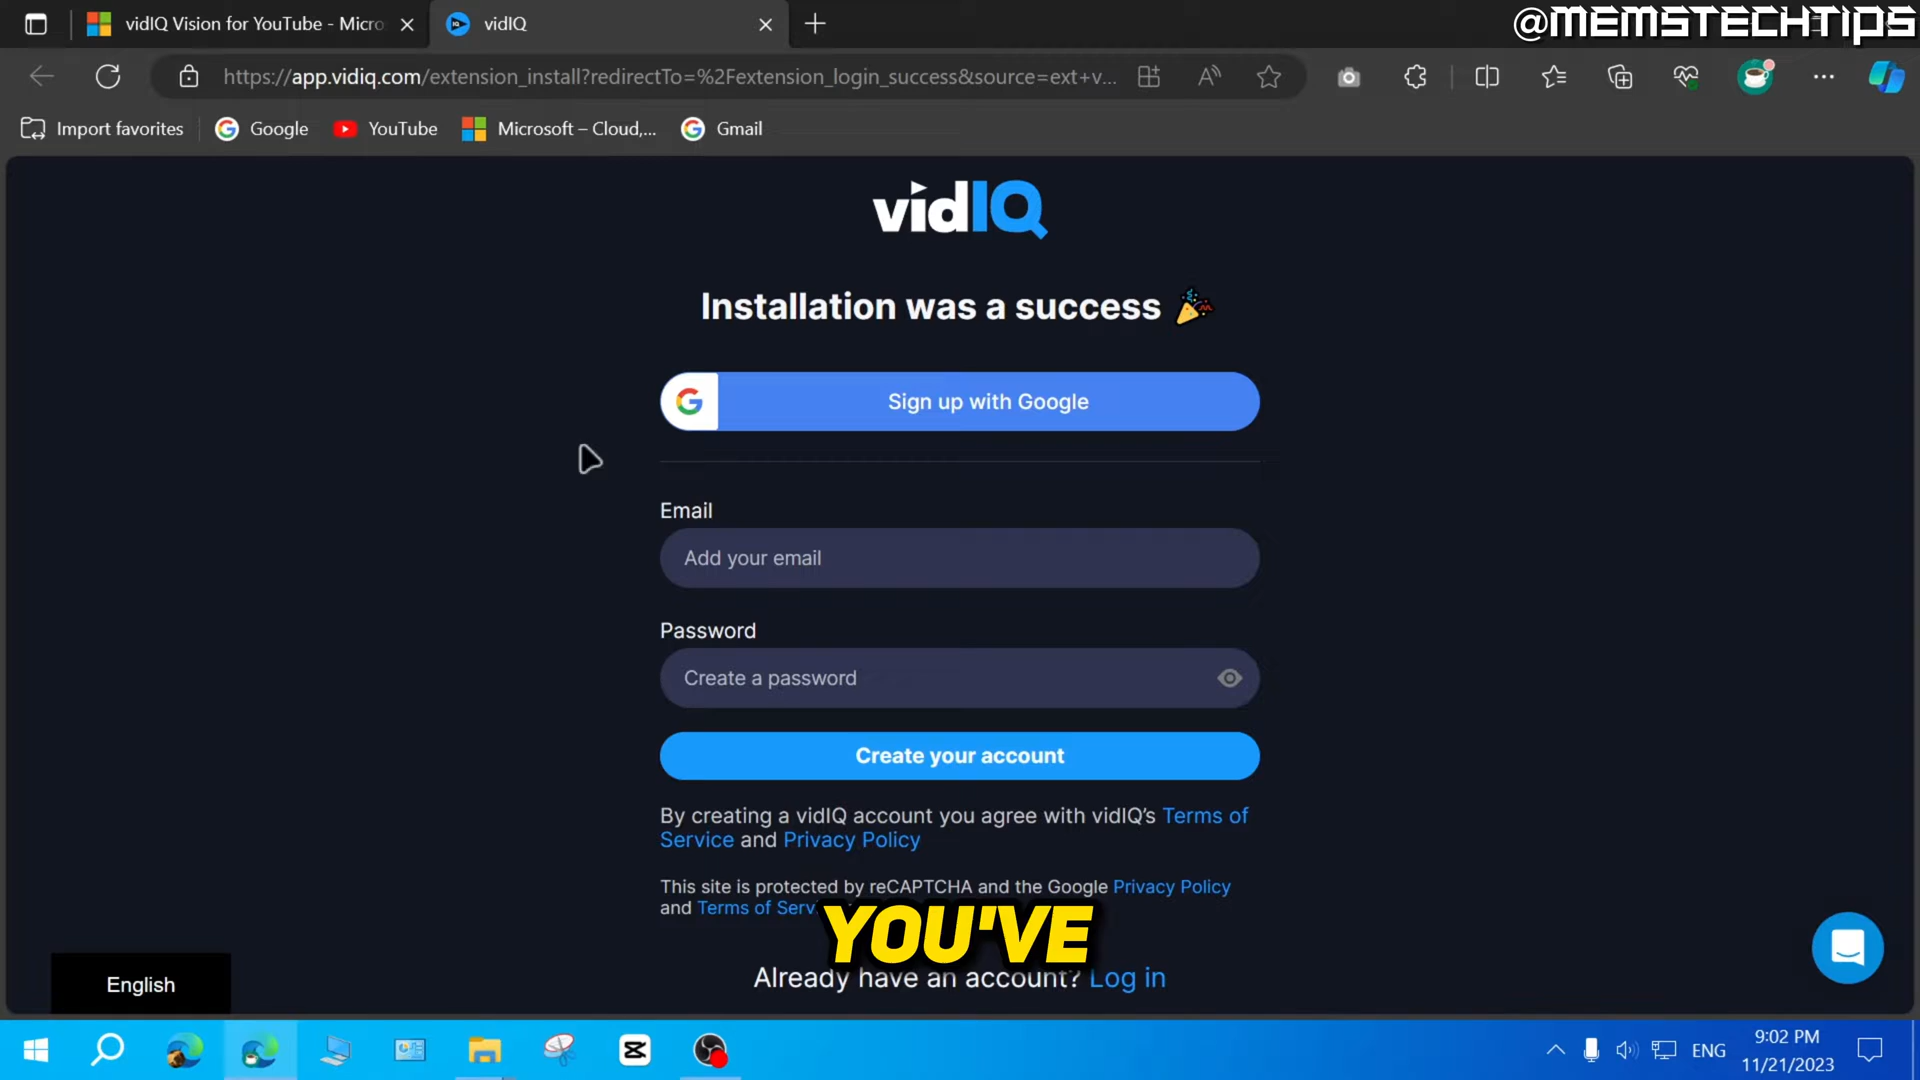 @MEMSTECHTIPS
vidIQ Vision for YouTube - Micro
vidIQ
https://app.vidiq.com/extension_install?redirectTo=%2Fextension_login_success&source=ext+v...
Import favorites
Google
YouTube
Microsoft – Cloud,...
Gmail
vidIQ
Installation was a success
Sign up with Google
Email
Add your email
Password
Create a password
Create your account
By creating a vidIQ account you agree with vidIQ's Terms of
Service and Privacy Policy
This site is protected by reCAPTCHA and the Google Privacy Policy
and Terms of Serv
YOU'VE
Already have an account? Log in
English
ENG
9:02 PM
11/21/2023